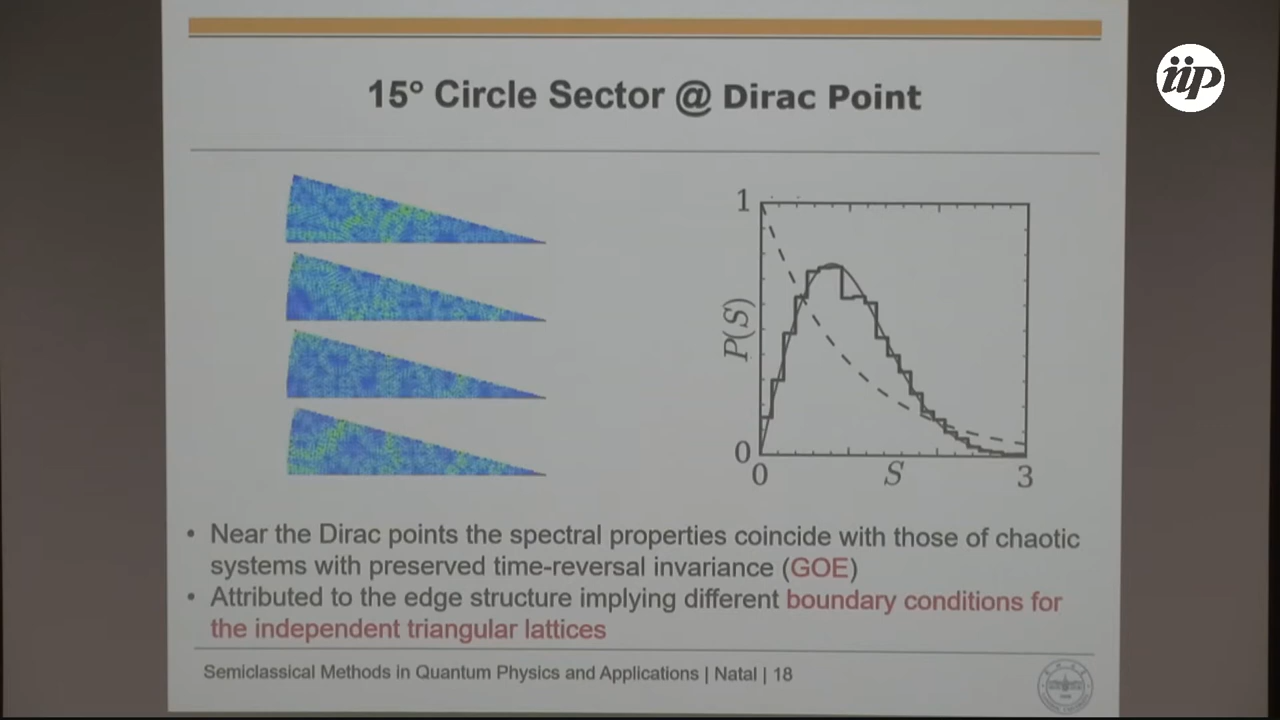 iip
15° Circle Sector @ Dirac Point
1
P(S)
0
0
S
3
• Near the Dirac points the spectral properties coincide with those of chaotic
systems with preserved time-reversal invariance (GOE)
• Attributed to the edge structure implying different boundary conditions for
the independent triangular lattices
Semiclassical Methods in Quantum Physics and Applications | Natal | 18